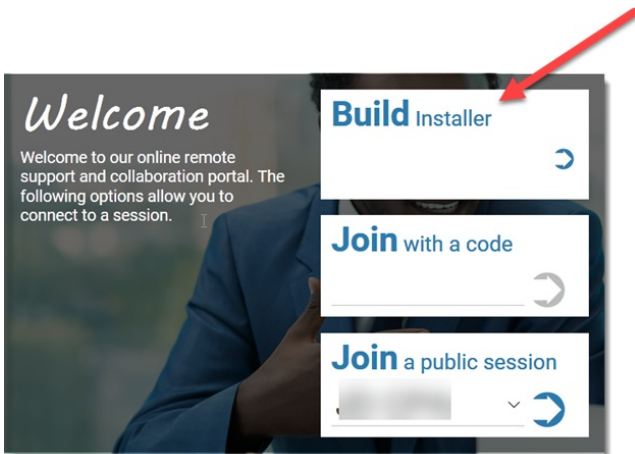 Welcome
Welcome to our online remote
support and collaboration portal. The
following options allow you to
connect to a session.
Build Installer
Join with a code
Join a public session